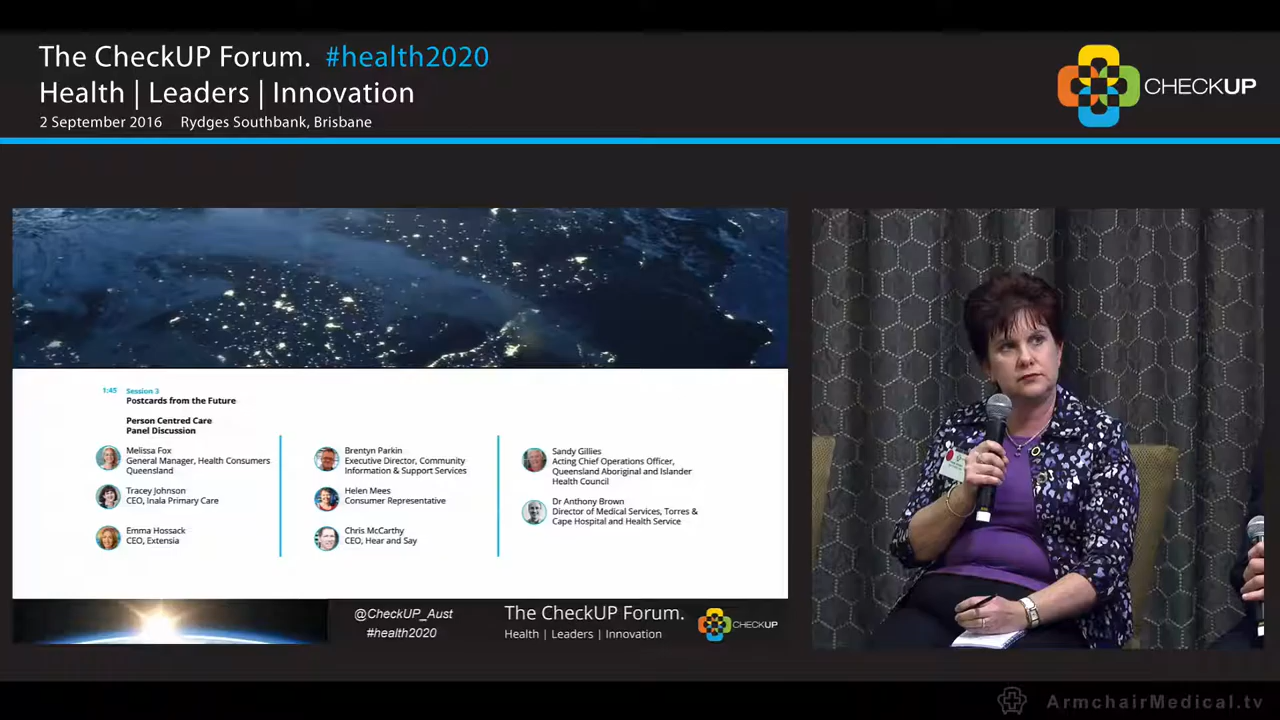 The CheckUP Forum. #health2020
Health | Leaders | Innovation
2 September 2016 Rydges Southbank, Brisbane
CHECKUP
1:45 Session 3
Postcards from the Future
Person Centred Care
Panel Discussion
Melissa Fox
General Manager, Health Consumers
Queensland
Tracey Johnson
CEO, Inala Primary Care
Emma Hossack
CEO, Extensia
Brentyn Parkin
Executive Director, Community
Information & Support Services
Helen Mees
Consumer Representative
Chris McCarthy
CEO, Hear and Say
Sandy Gillies
Acting Chief Operations Officer,
Queensland Aboriginal and Islander
Health Council
Dr Anthony Brown
Director of Medical Services, Torres &
Cape Hospital and Health Service
@CheckUP_Aust
#health2020
The CheckUP Forum.
Health | Leaders | Innovation
CHECKUP
ArmchairMedical.tv